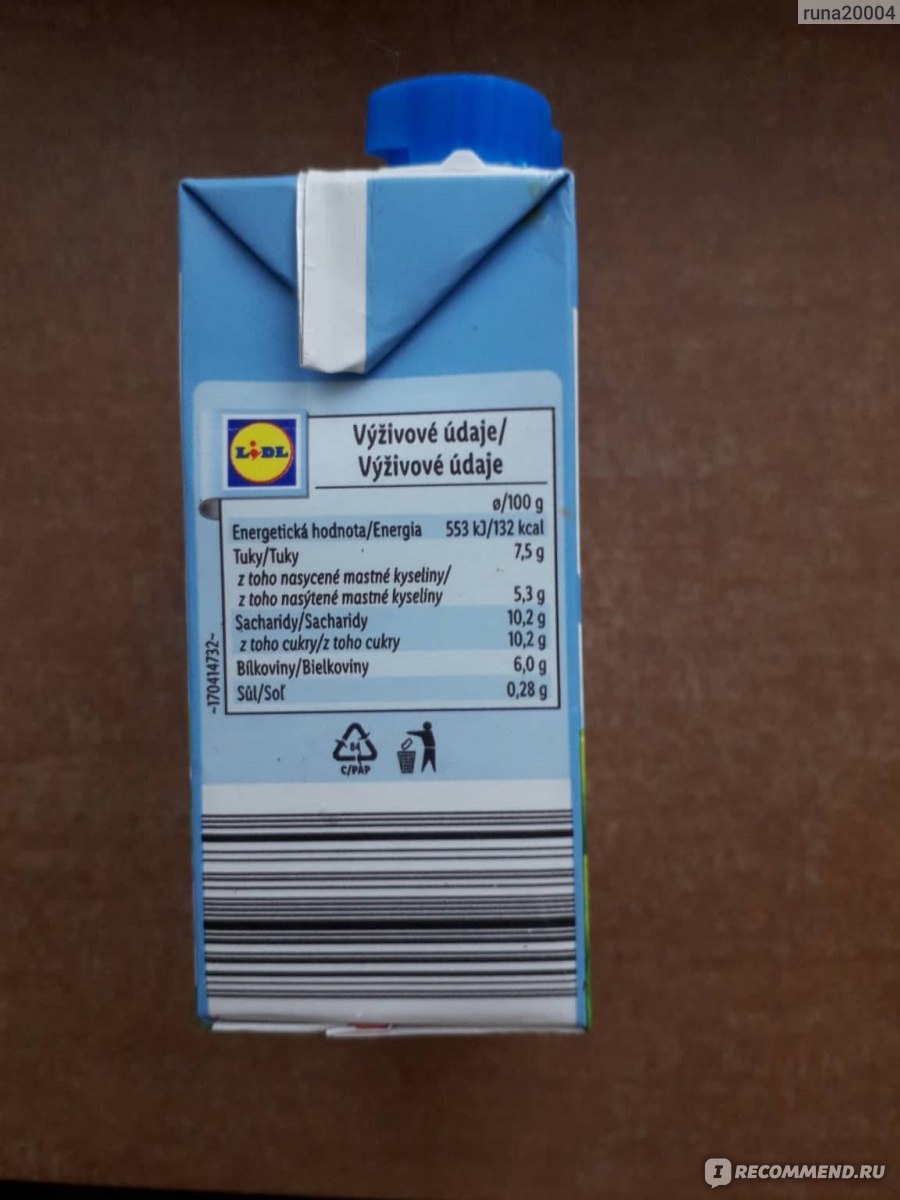 runa20004
LIDL
Výživové údaje/
Výživové údaje
ø/100 g
Energetická hodnota/Energia 553 kJ/132 kcal
Tuky/Tuky 7,5 g
z toho nasycené mastné kyseliny/
z toho nasýtené mastné kyseliny 5,3 g
Sacharidy/Sacharidy 10,2 g
z toho cukry/z toho cukry 10,2 g
Bílkoviny/Bielkoviny 6,0 g
Sůl/Soľ 0,28 g
~170414732~
84
C/PAP
IRECOMMEND.RU